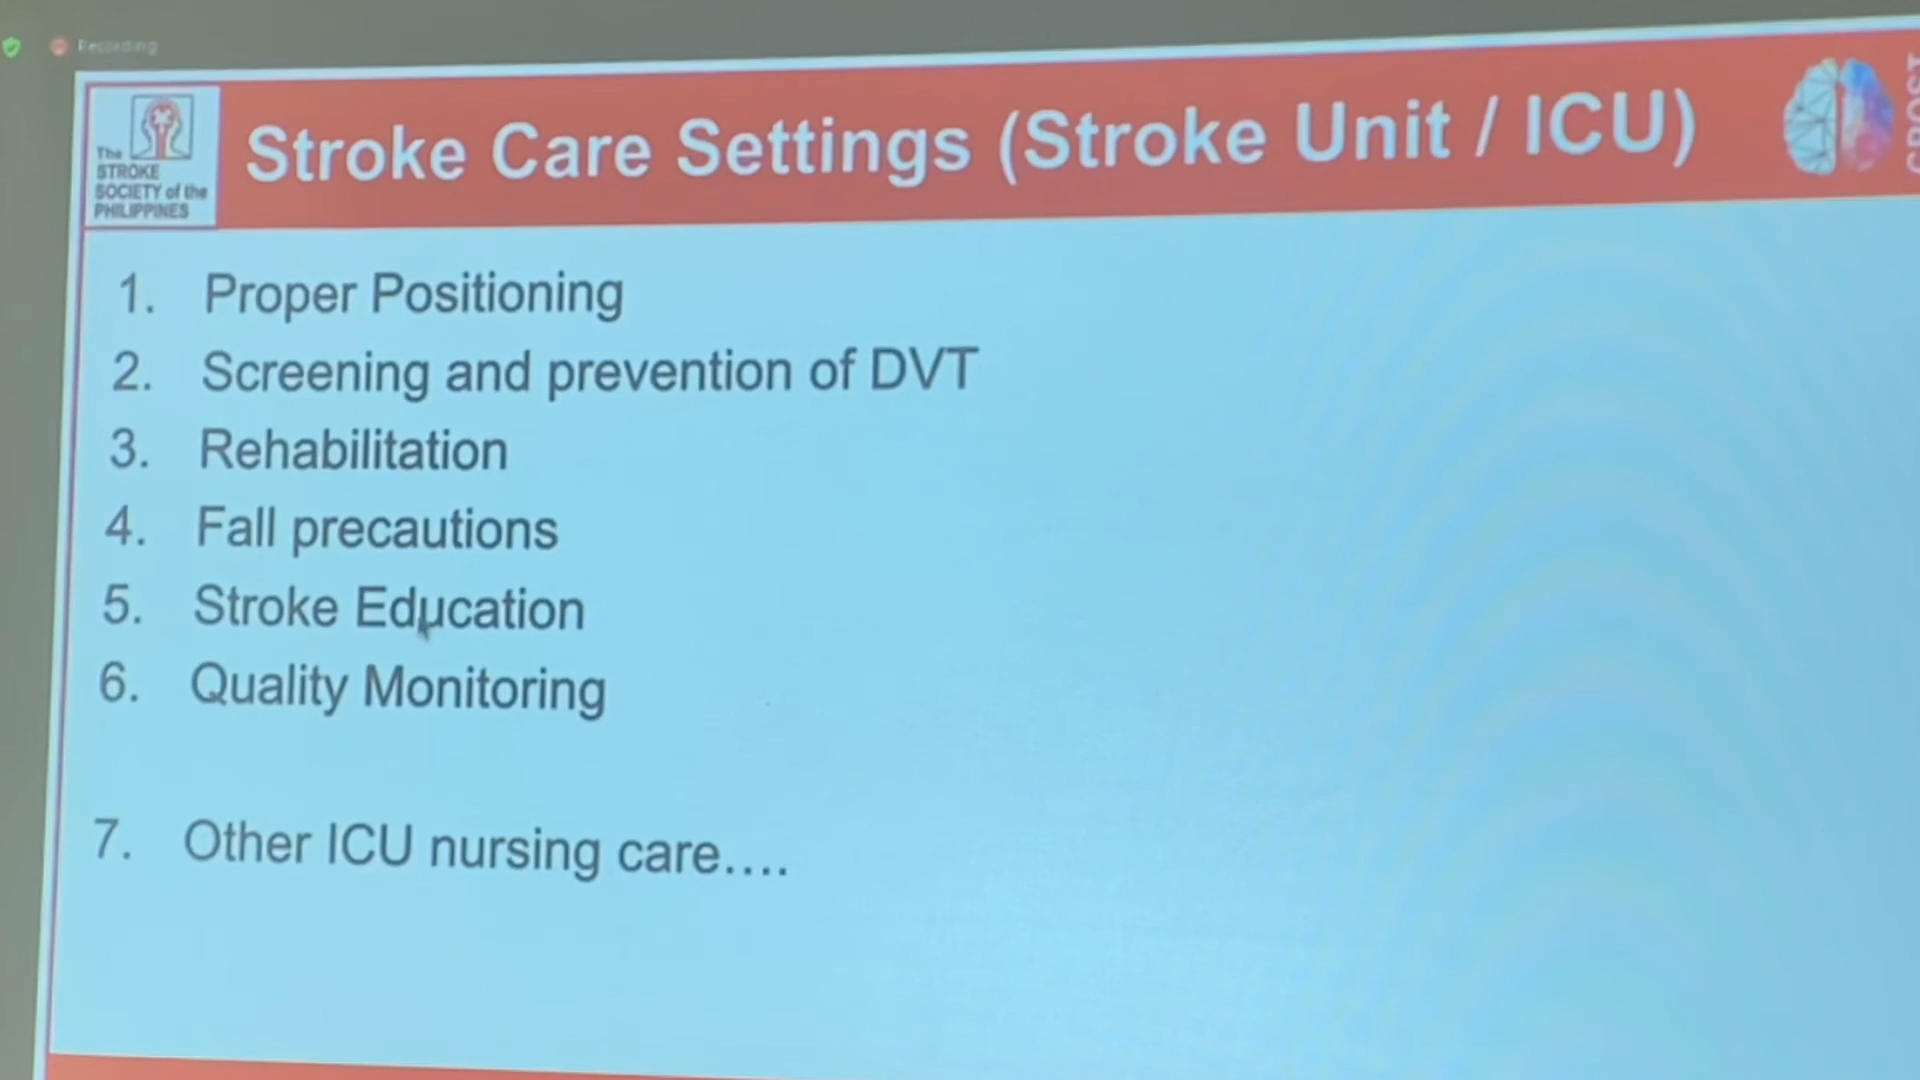 Recording
The
STROKE
SOCIETY of the
PHILIPPINES
Stroke Care Settings (Stroke Unit / ICU)
1. Proper Positioning
2. Screening and prevention of DVT
3. Rehabilitation
4. Fall precautions
5. Stroke Education
6. Quality Monitoring
7. Other ICU nursing care....